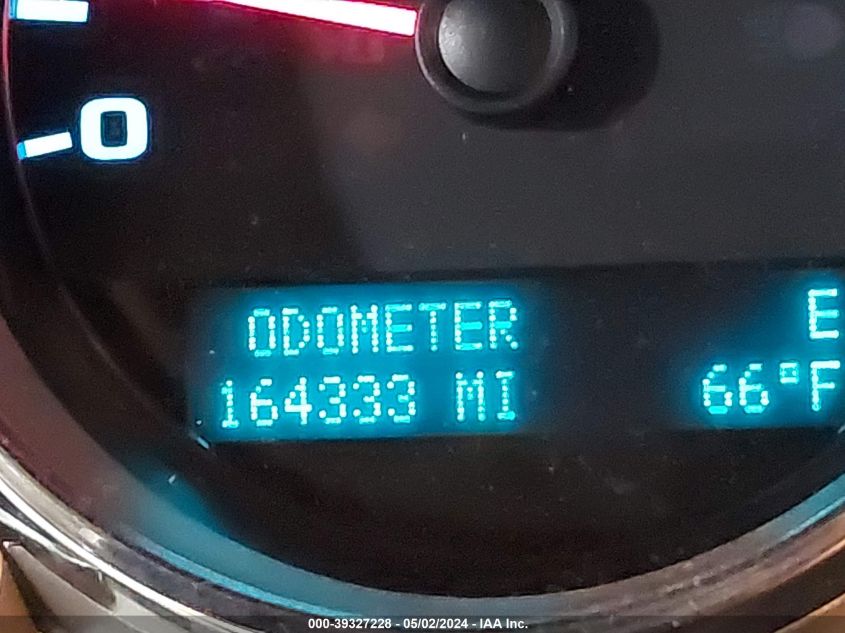 0
ODOMETER E
164333 MI 66°F
000-39327228 - 05/02/2024 - IAA Inc.